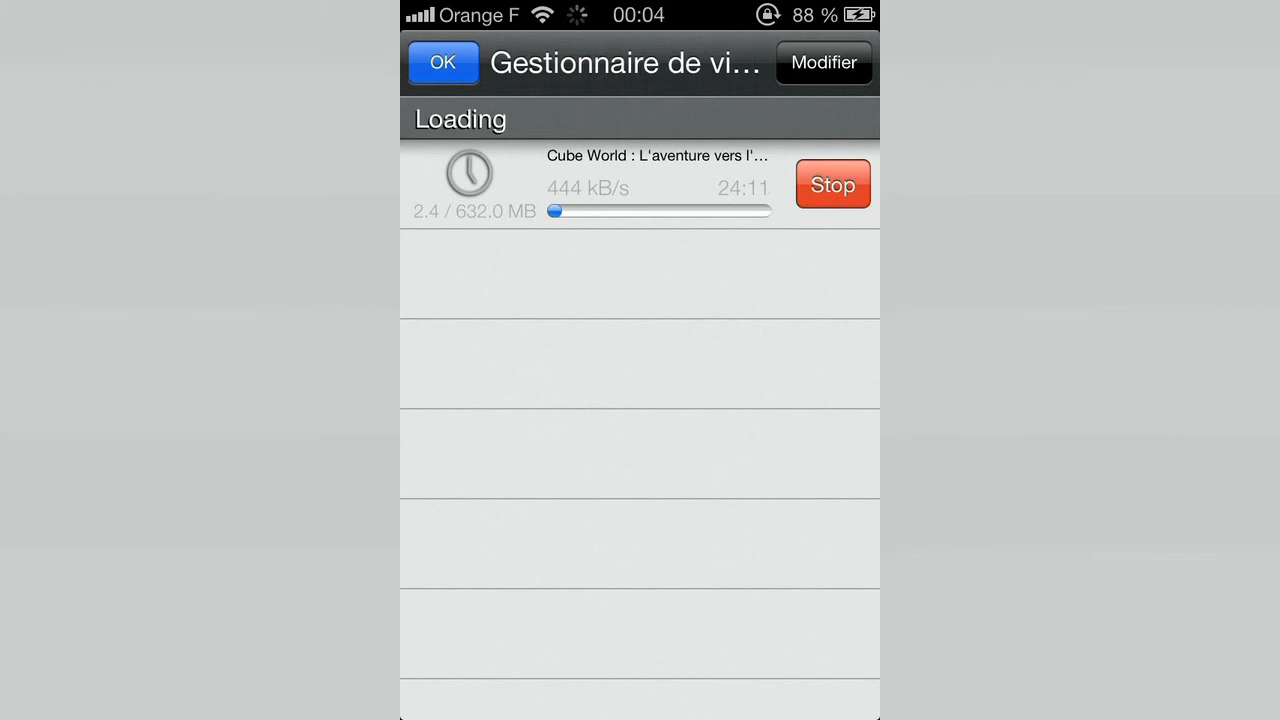 Orange F 00:04 88 %
OK Gestionnaire de vi... Modifier
Loading
Cube World : L'aventure vers l'...
444 kB/s 24:11
Stop
2.4 / 632.0 MB